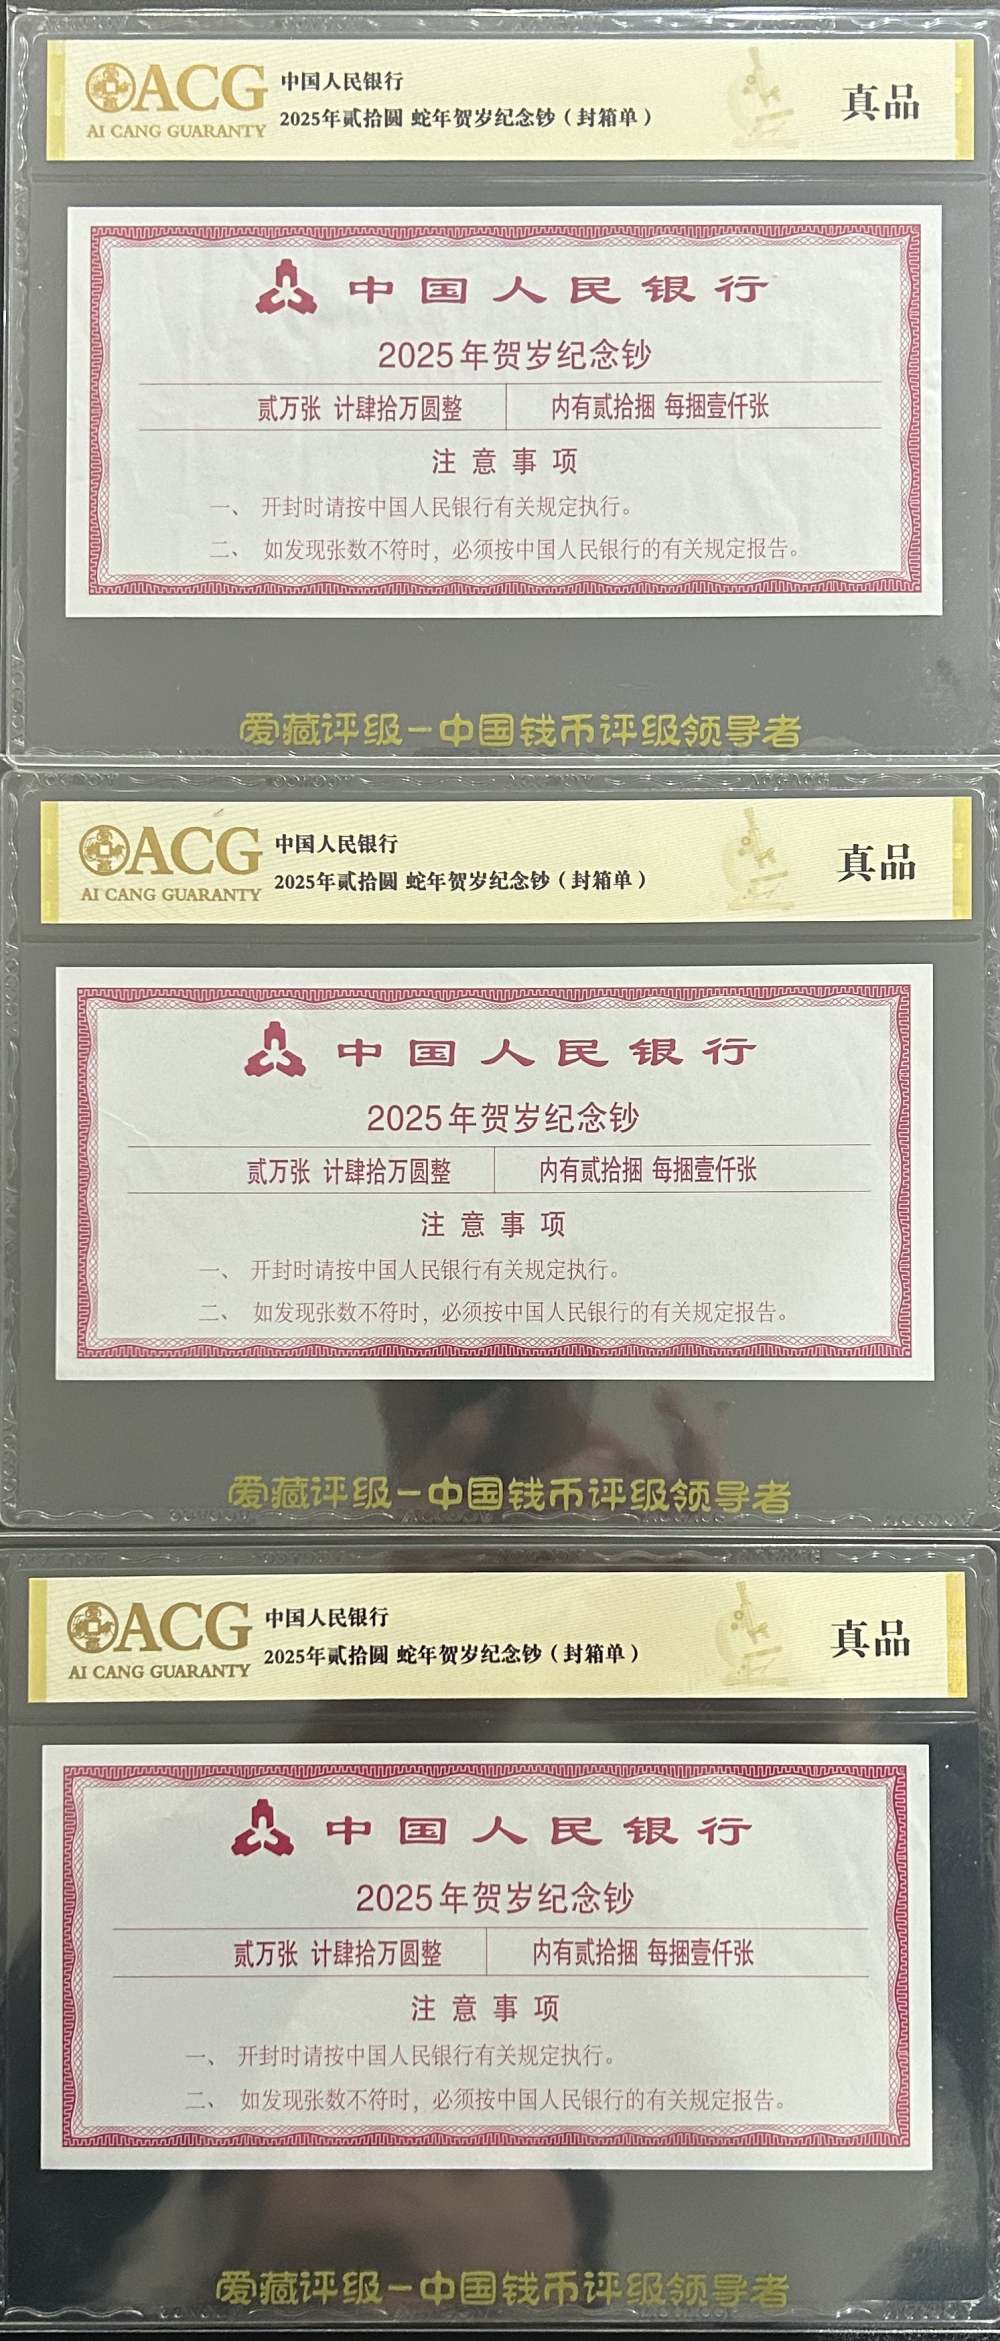 ACG
AI CANG GUARANTY
中国人民银行
2025年贰拾圆 蛇年贺岁纪念钞（封箱单）
真品
中国人民银行
2025年贺岁纪念钞
贰万张 计肆拾万圆整
内有贰拾捆 每捆壹仟张
注意事项
一、 开封时请按中国人民银行有关规定执行。
二、 如发现张数不符时，必须按中国人民银行的有关规定报告。
爱藏评级－中国钱币评级领导者
ACG
AI CANG GUARANTY
中国人民银行
2025年贰拾圆 蛇年贺岁纪念钞（封箱单）
真品
中国人民银行
2025年贺岁纪念钞
贰万张 计肆拾万圆整
内有贰拾捆 每捆壹仟张
注意事项
一、 开封时请按中国人民银行有关规定执行。
二、 如发现张数不符时，必须按中国人民银行的有关规定报告。
爱藏评级－中国钱币评级领导者
ACG
AI CANG GUARANTY
中国人民银行
2025年贰拾圆 蛇年贺岁纪念钞（封箱单）
真品
中国人民银行
2025年贺岁纪念钞
贰万张 计肆拾万圆整
内有贰拾捆 每捆壹仟张
注意事项
一、 开封时请按中国人民银行有关规定执行。
二、 如发现张数不符时，必须按中国人民银行的有关规定报告。
爱藏评级－中国钱币评级领导者